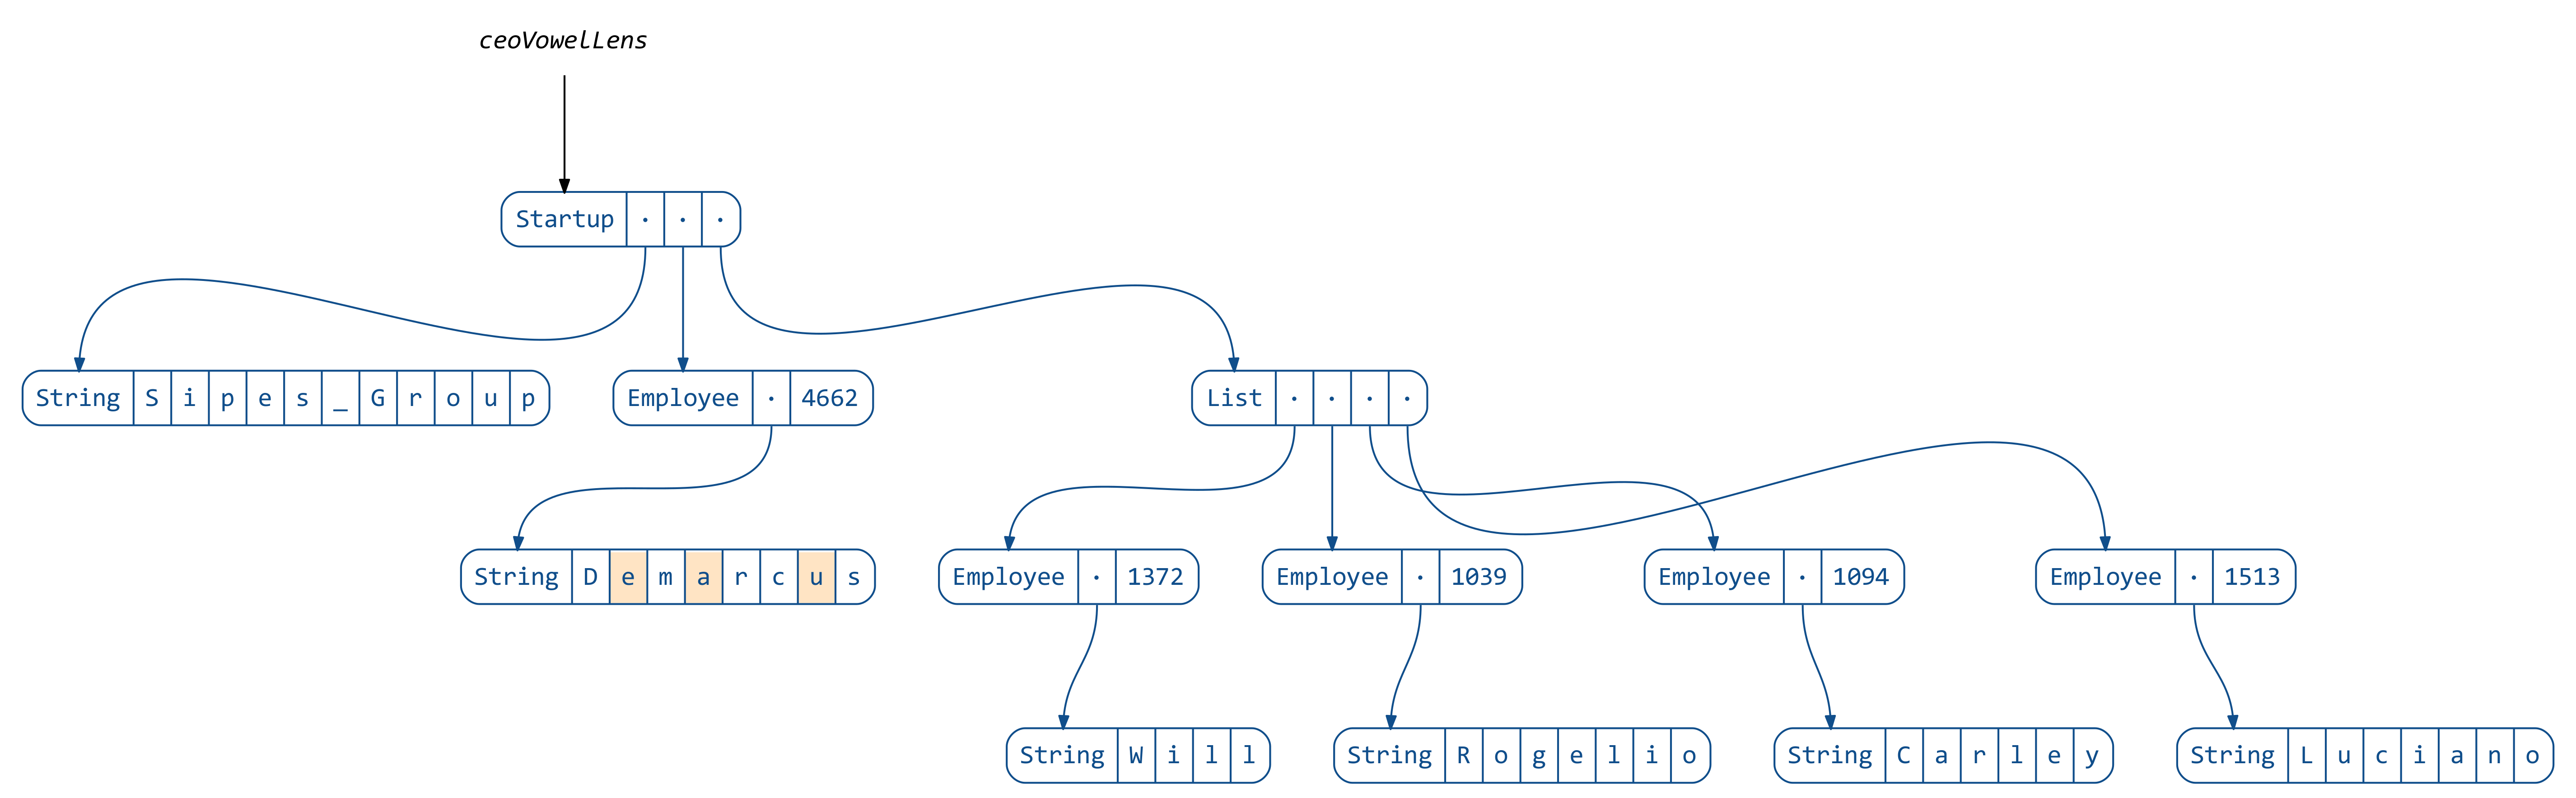 ceoVowelLens
Startup · · ·
String S i p e s _ G r o u p
Employee · 4662
List · · · ·
String D e m a r c u s
Employee · 1372
Employee · 1039
Employee · 1094
Employee · 1513
String W i l l
String R o g e l i o
String C a r l e y
String L u c i a n o